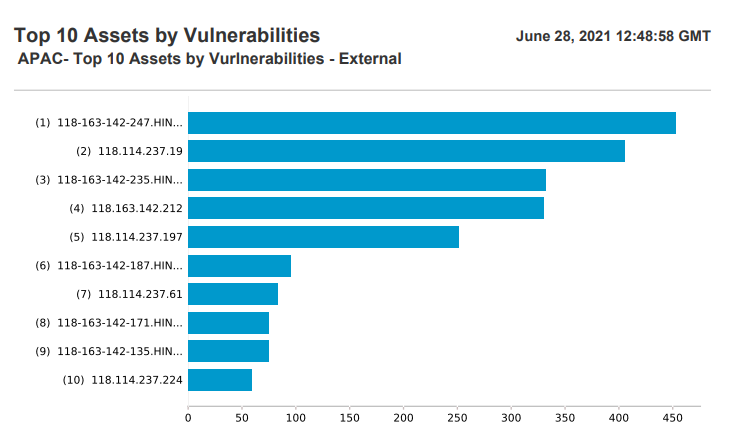 Top 10 Assets by Vulnerabilities
June 28, 2021 12:48:58 GMT
APAC- Top 10 Assets by Vurlnerabilities - External
(1) 118-163-142-247.HIN...
(2) 118.114.237.19
(3) 118-163-142-235.HIN...
(4) 118.163.142.212
(5) 118.114.237.197
(6) 118-163-142-187.HIN...
(7) 118.114.237.61
(8) 118-163-142-171.HIN...
(9) 118-163-142-135.HIN...
(10) 118.114.237.224
0 50 100 150 200 250 300 350 400 450